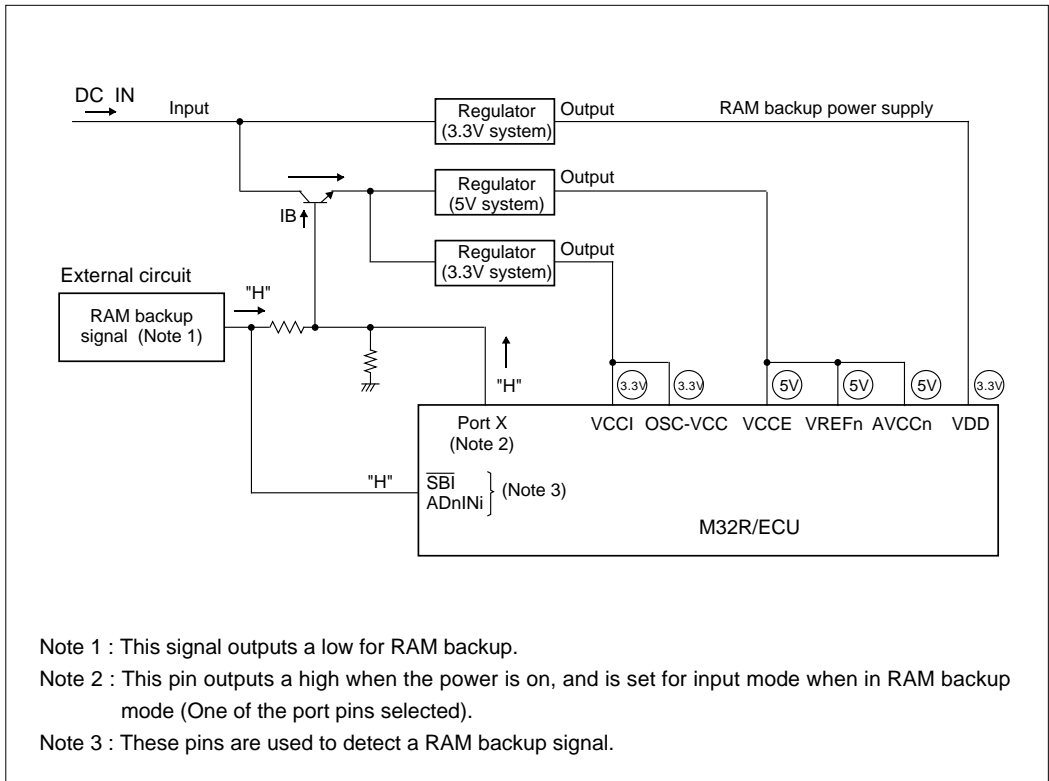 DC IN
Input
Regulator
(3.3V system)
Output
RAM backup power supply
Regulator
(5V system)
Output
IB
Regulator
(3.3V system)
Output
External circuit
RAM backup
signal (Note 1)
"H"
"H"
3.3V
3.3V
5V
5V
5V
3.3V
Port X
(Note 2)
VCCI
OSC-VCC
VCCE
VREFn
AVCCn
VDD
"H"
SBI
ADnINi
(Note 3)
M32R/ECU
Note 1 : This signal outputs a low for RAM backup.
Note 2 : This pin outputs a high when the power is on, and is set for input mode when in RAM backup
mode (One of the port pins selected).
Note 3 : These pins are used to detect a RAM backup signal.